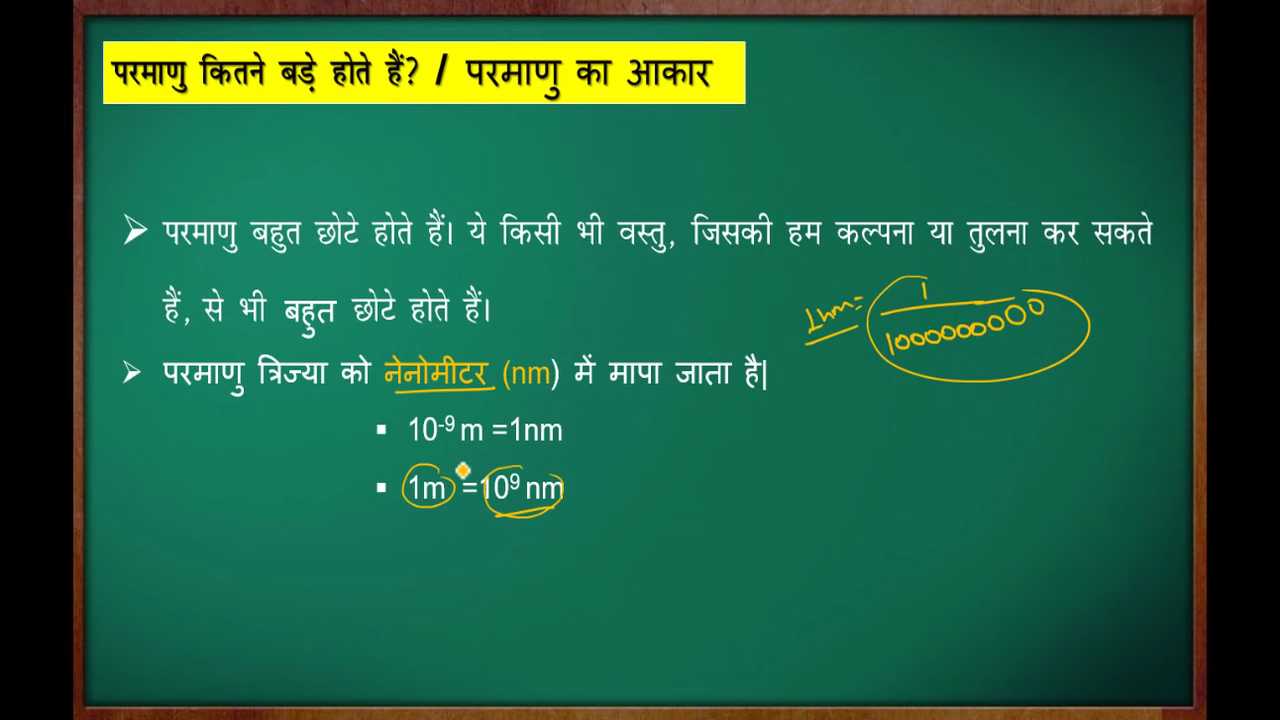 परमाणु कितने बड़े होते हैं? / परमाणु का आकार
परमाणु बहुत छोटे होते हैं। ये किसी भी वस्तु, जिसकी हम कल्पना या तुलना कर सकते
हैं, से भी बहुत छोटे होते हैं।
1nm=
1
1000000000
परमाणु त्रिज्या को नेनोमीटर (nm) में मापा जाता है|
10⁻⁹ m =1nm
1m =10⁹ nm